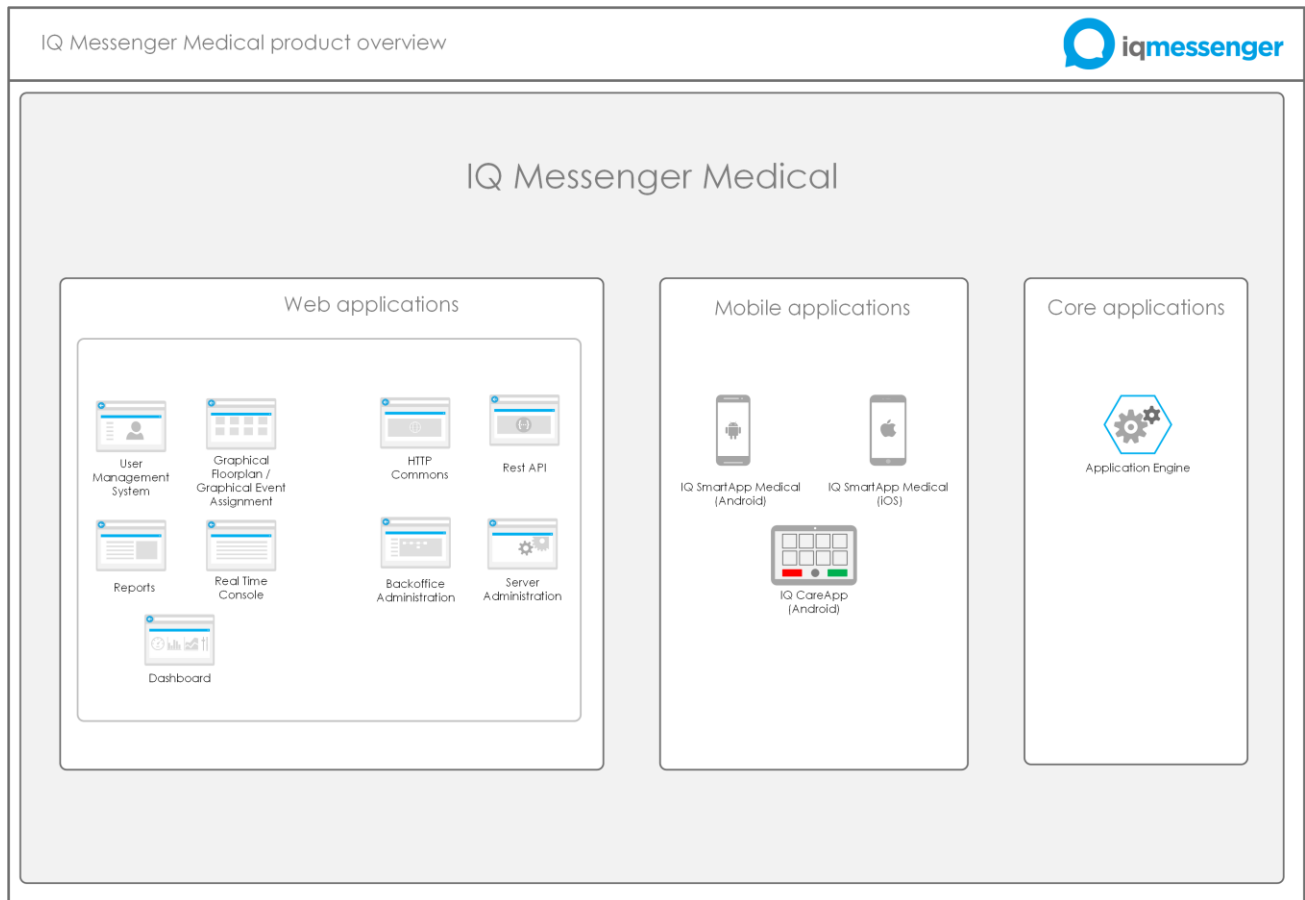 IQ Messenger Medical product overview
iqmessenger
IQ Messenger Medical
Web applications
User
Management
System
Graphical
Floorplan /
Graphical Event
Assignment
HTTP
Commons
Rest API
Reports
Real Time
Console
Backoffice
Administration
Server
Administration
Dashboard
Mobile applications
IQ SmartApp Medical
(Android)
IQ SmartApp Medical
(iOS)
IQ CareApp
(Android)
Core applications
Application Engine